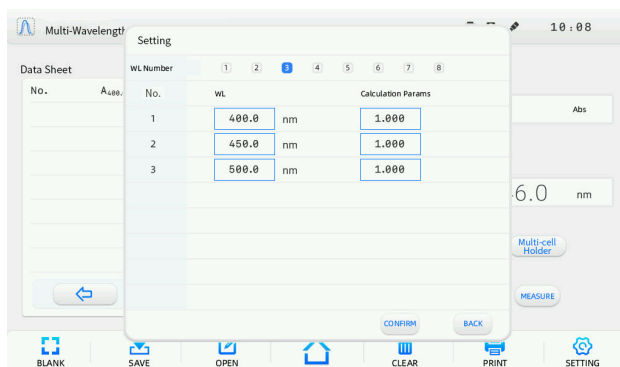 Multi-Wavelength
10:08
Setting
Data Sheet
WL Number 1 2 3 4 5 6 7 8
No. A400.
No. WL Calculation Params
Abs
1 400.0 nm 1.000
2 450.0 nm 1.000
3 500.0 nm 1.000
6.0 nm
Multi-cell
Holder
MEASURE
CONFIRM BACK
BLANK SAVE OPEN CLEAR PRINT SETTING